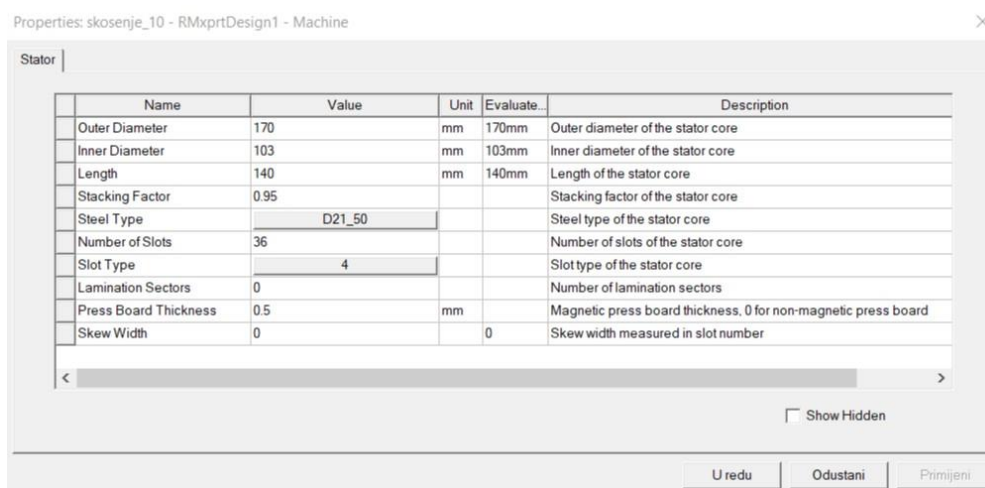 Properties: skosenje_10 - RMxprtDesign1 - Machine
Stator
Name Value Unit Evaluate... Description
Outer Diameter 170 mm 170mm Outer diameter of the stator core
Inner Diameter 103 mm 103mm Inner diameter of the stator core
Length 140 mm 140mm Length of the stator core
Stacking Factor 0.95 Stacking factor of the stator core
Steel Type D21_50 Steel type of the stator core
Number of Slots 36 Number of slots of the stator core
Slot Type 4 Slot type of the stator core
Lamination Sectors 0 Number of lamination sectors
Press Board Thickness 0.5 mm Magnetic press board thickness, 0 for non-magnetic press board
Skew Width 0 0 Skew width measured in slot number
Show Hidden
U redu Odustani Primijeni